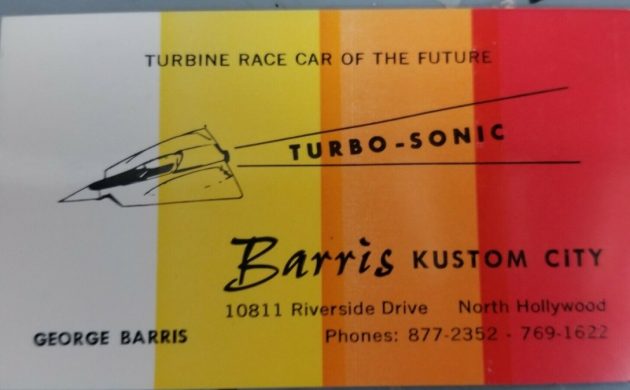 TURBINE RACE CAR OF THE FUTURE
TURBO-SONIC
Barris KUSTOM CITY
10811 Riverside Drive North Hollywood
GEORGE BARRIS Phones: 877-2352 - 769-1622